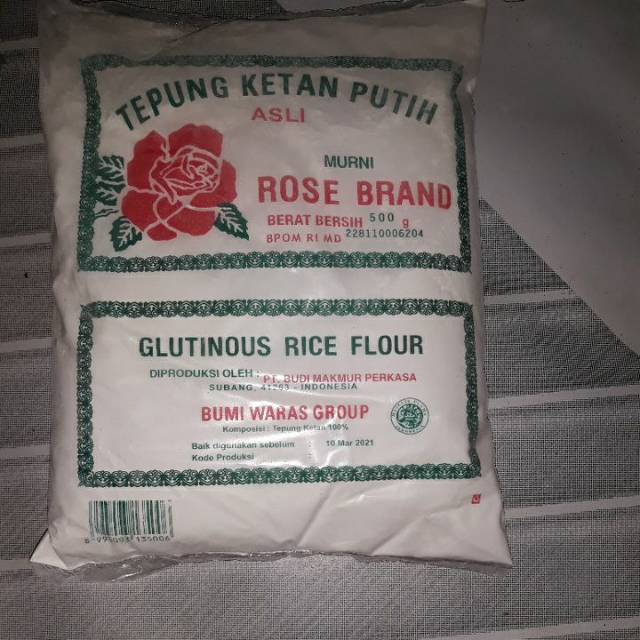 TEPUNG KETAN PUTIH
ASLI
MURNI
ROSE BRAND
BERAT BERSIH 500 g
BPOM RI MD 228110006204
GLUTINOUS RICE FLOUR
DIPRODUKSI OLEH : PT. BUDI MAKMUR PERKASA
SUBANG, 41263 - INDONESIA
BUMI WARAS GROUP
Komposisi : Tepung Ketan 100%
Baik digunakan sebelum : 10 Mar 2021
Kode Produksi :